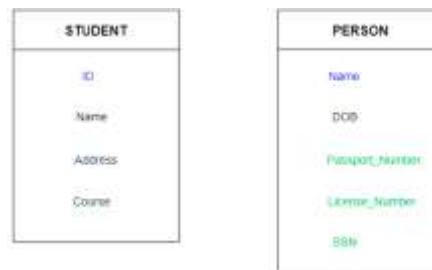 STUDENT
ID
Name
Address
Course
PERSON
Name
DOB
Passport_Number
License_Number
SSN